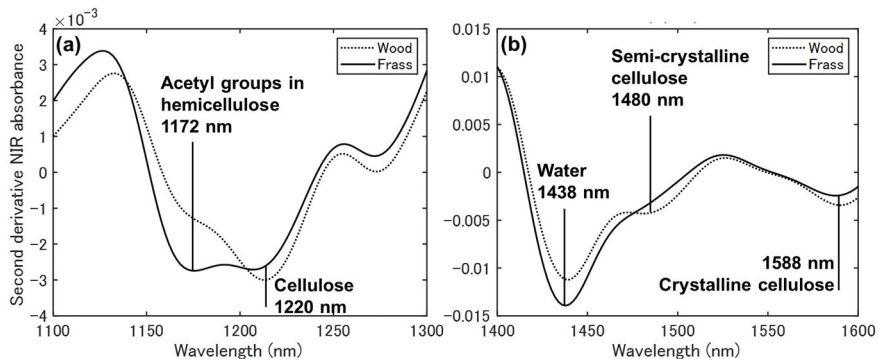 ×10⁻³
4
3
2
1
0
-1
-2
-3
-4
1100
1150
1200
1250
1300
Wavelength (nm)
Second derivative NIR absorbance
(a)
Wood
Frass
Acetyl groups in
hemicellulose
1172 nm
Cellulose
1220 nm
0.015
0.01
0.005
0
-0.005
-0.01
-0.015
1400
1450
1500
1550
1600
Wavelength (nm)
(b)
Wood
Frass
Semi-crystalline
cellulose
1480 nm
Water
1438 nm
1588 nm
Crystalline cellulose